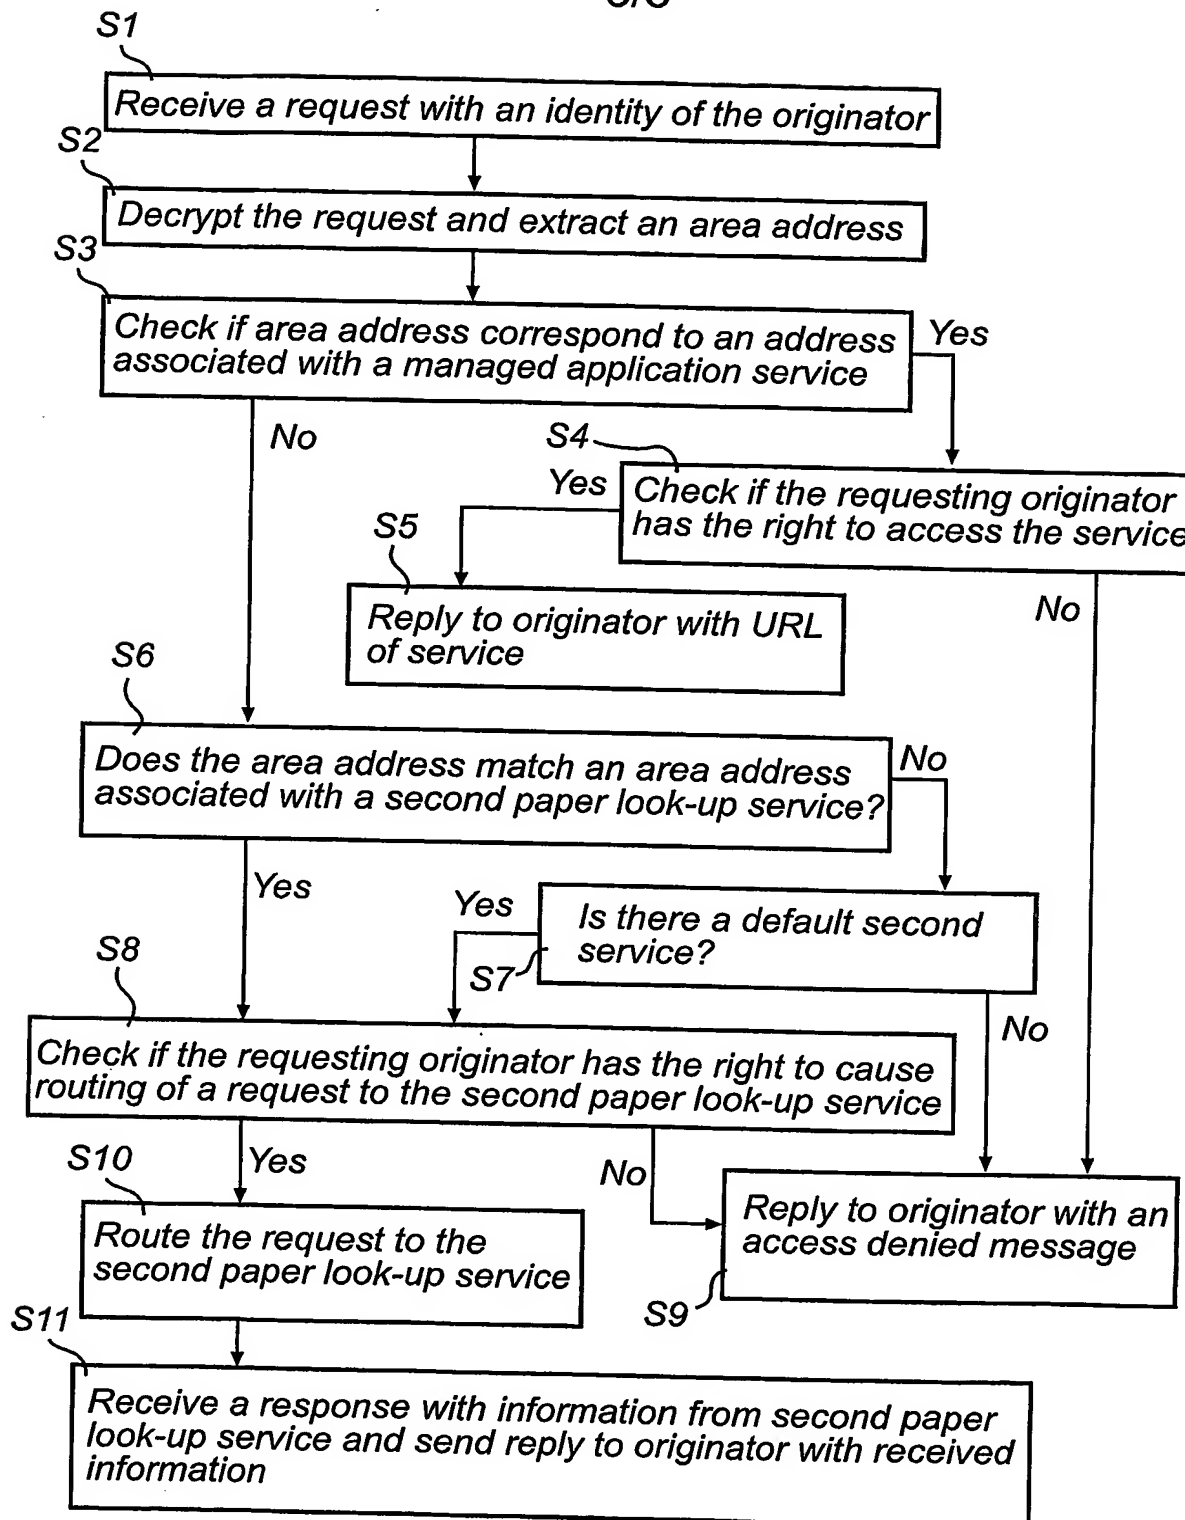 S1
Receive a request with an identity of the originator
S2
Decrypt the request and extract an area address
S3
Check if area address correspond to an address
associated with a managed application service
Yes
No
S4
Yes
Check if the requesting originator
has the right to access the service
S5
No
Reply to originator with URL
of service
S6
Does the area address match an area address
associated with a second paper look-up service?
No
Yes
Yes
Is there a default second
service?
S7
S8
No
Check if the requesting originator has the right to cause
routing of a request to the second paper look-up service
S10
Yes
No
Route the request to the
second paper look-up service
Reply to originator with an
access denied message
S9
S11
Receive a response with information from second paper
look-up service and send reply to originator with received
information